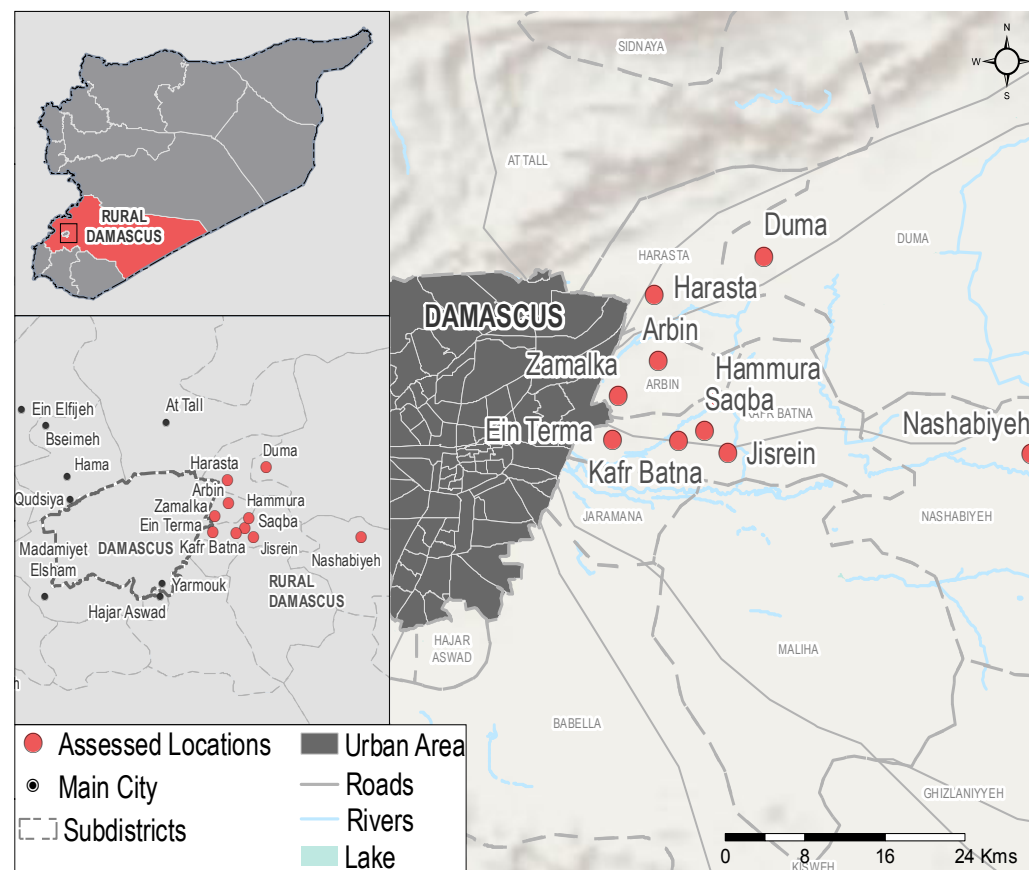 RURAL
DAMASCUS
Ein Elfijeh
At Tall
Bseimeh
Hama
Duma
Harasta
Qudsiya
Arbin
Zamalka
Hammura
Ein Terma
Saqba
Madamiyet
Elsham
DAMASCUS
Kafr Batna
Jisrein
Nashabiyeh
Yarmouk
RURAL
DAMASCUS
Hajar Aswad
Assessed Locations
Main City
Subdistricts
Urban Area
Roads
Rivers
Lake
N
W
S
SIDNAYA
AT TALL
Duma
DUMA
HARASTA
Harasta
DAMASCUS
Arbin
Zamalka
ARBIN
Hammura
Saqba
Ein Terma
Nashabiyeh
Kafr Batna
Jisrein
JARAMANA
NASHABIYEH
HAJAR
ASWAD
MALIHA
BABELLA
GHIZLANIYYEH
0 8 16 24 Kms
KISWEH